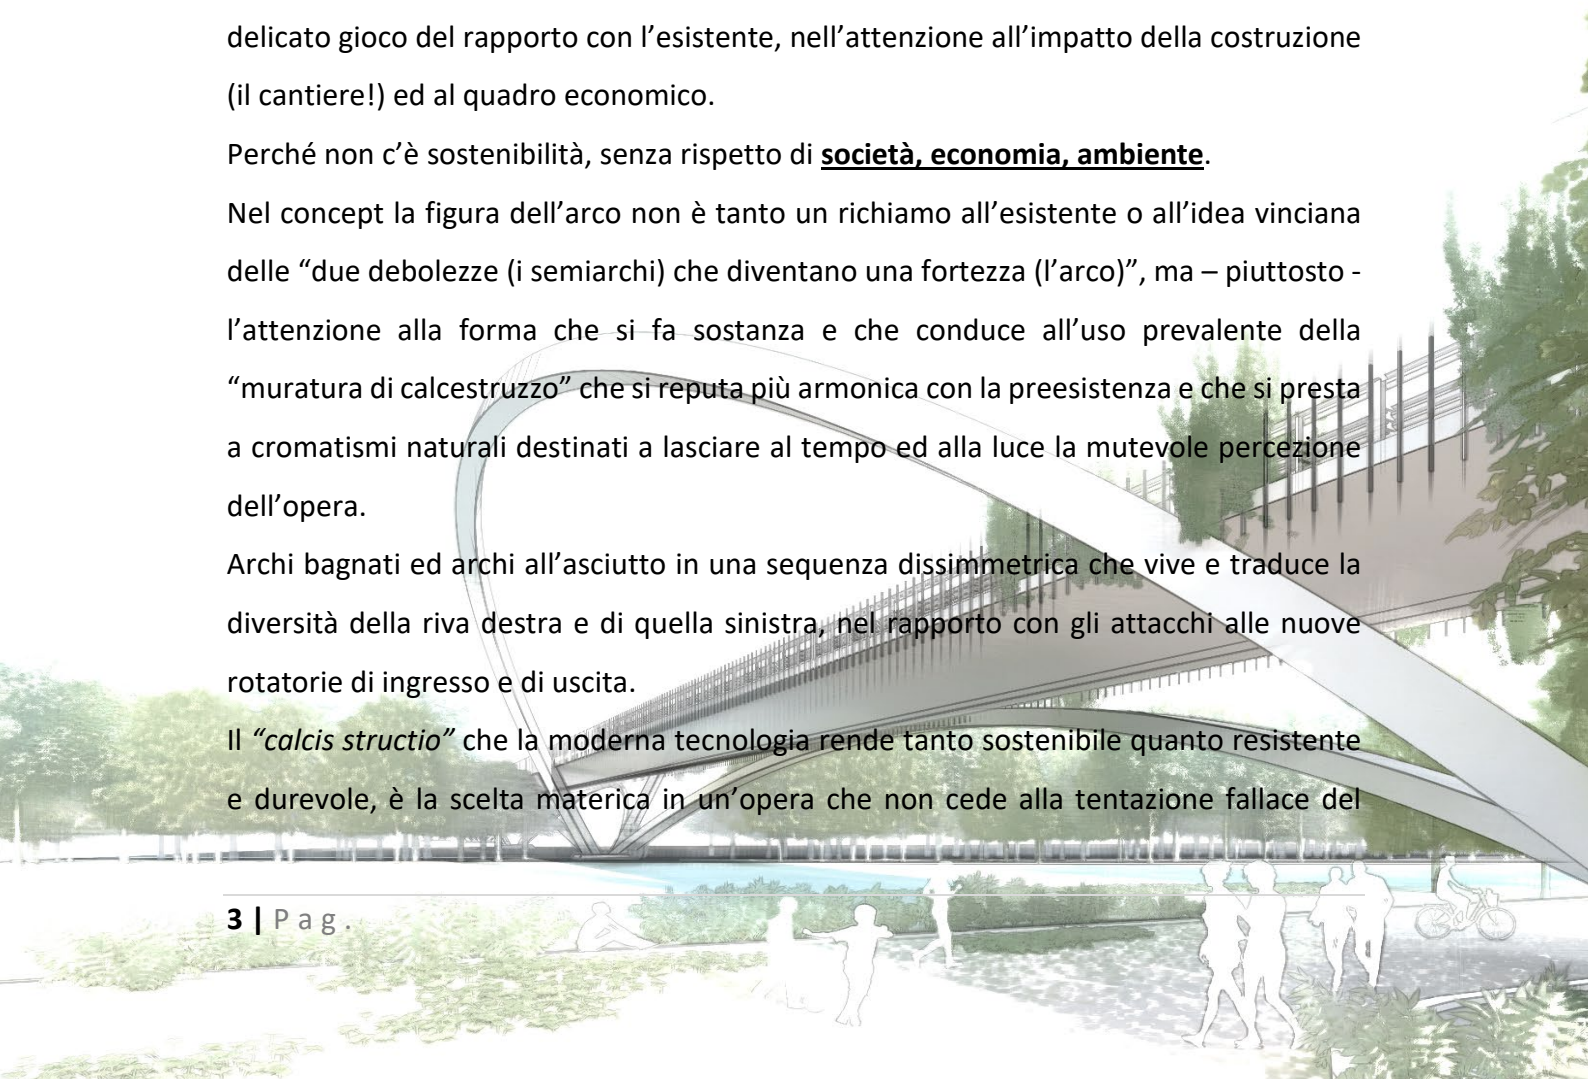 delicato gioco del rapporto con l’esistente, nell’attenzione all’impatto della costruzione
(il cantiere!) ed al quadro economico.
Perché non c’è sostenibilità, senza rispetto di società, economia, ambiente.
Nel concept la figura dell’arco non è tanto un richiamo all’esistente o all’idea vinciana
delle “due debolezze (i semiarchi) che diventano una fortezza (l’arco)”, ma – piuttosto -
l’attenzione alla forma che si fa sostanza e che conduce all’uso prevalente della
“muratura di calcestruzzo” che si reputa più armonica con la preesistenza e che si presta
a cromatismi naturali destinati a lasciare al tempo ed alla luce la mutevole percezione
dell’opera.
Archi bagnati ed archi all’asciutto in una sequenza dissimmetrica che vive e traduce la
diversità della riva destra e di quella sinistra, nel rapporto con gli attacchi alle nuove
rotatorie di ingresso e di uscita.
Il “calcis structio” che la moderna tecnologia rende tanto sostenibile quanto resistente
e durevole, è la scelta materica in un’opera che non cede alla tentazione fallace del
3 | Pag.